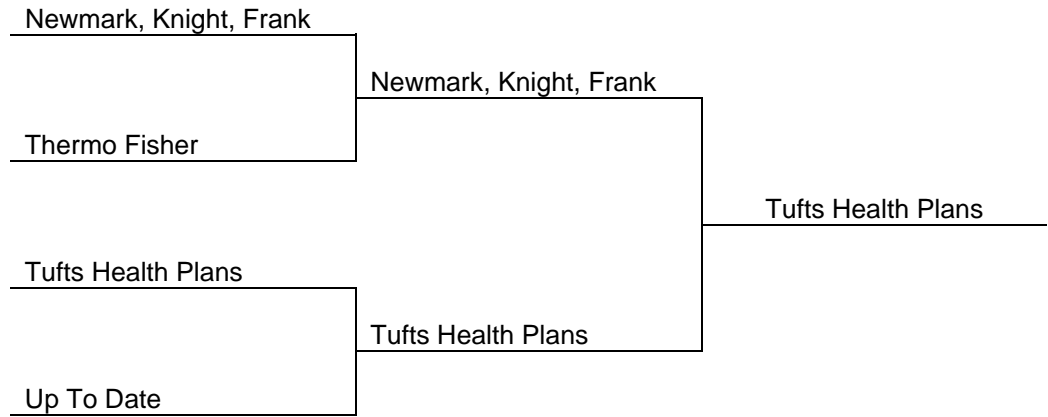 Newmark, Knight, Frank
Newmark, Knight, Frank
Thermo Fisher
Tufts Health Plans
Tufts Health Plans
Tufts Health Plans
Up To Date